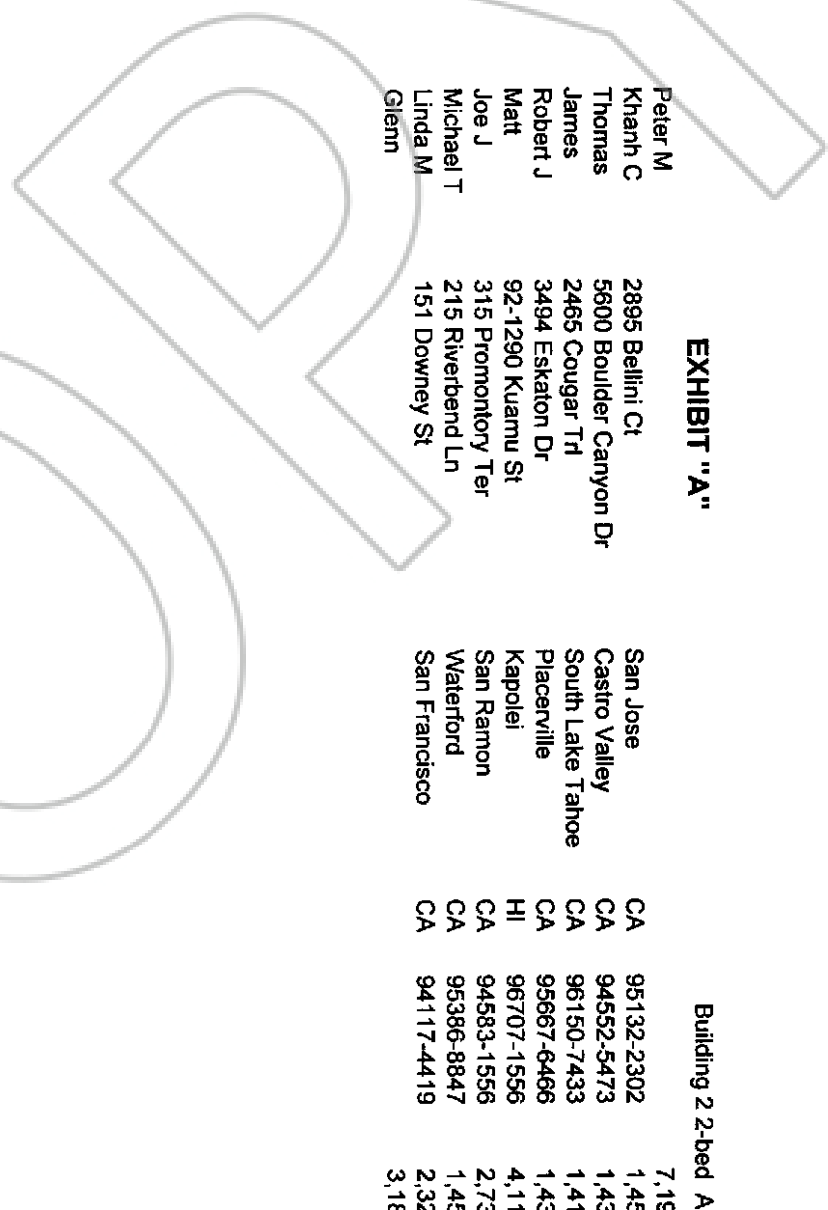 EXHIBIT "A"
Building 2 2-bed A
Peter M 7,19
Khanh C 2895 Bellini Ct San Jose CA 95132-2302 1,45
Thomas 5600 Boulder Canyon Dr Castro Valley CA 94552-5473 1,43
James 2465 Cougar Trl South Lake Tahoe CA 96150-7433 1,41
Robert J 3494 Eskaton Dr Placerville CA 95667-6466 1,43
Matt 92-1290 Kuamu St Kapolei HI 96707-1556 4,11
Joe J 315 Promontory Ter San Ramon CA 94583-1556 2,73
Michael T 215 Riverbend Ln Waterford CA 95386-8847 1,45
Linda M 151 Downey St San Francisco CA 94117-4419 2,32
Glenn 3,18